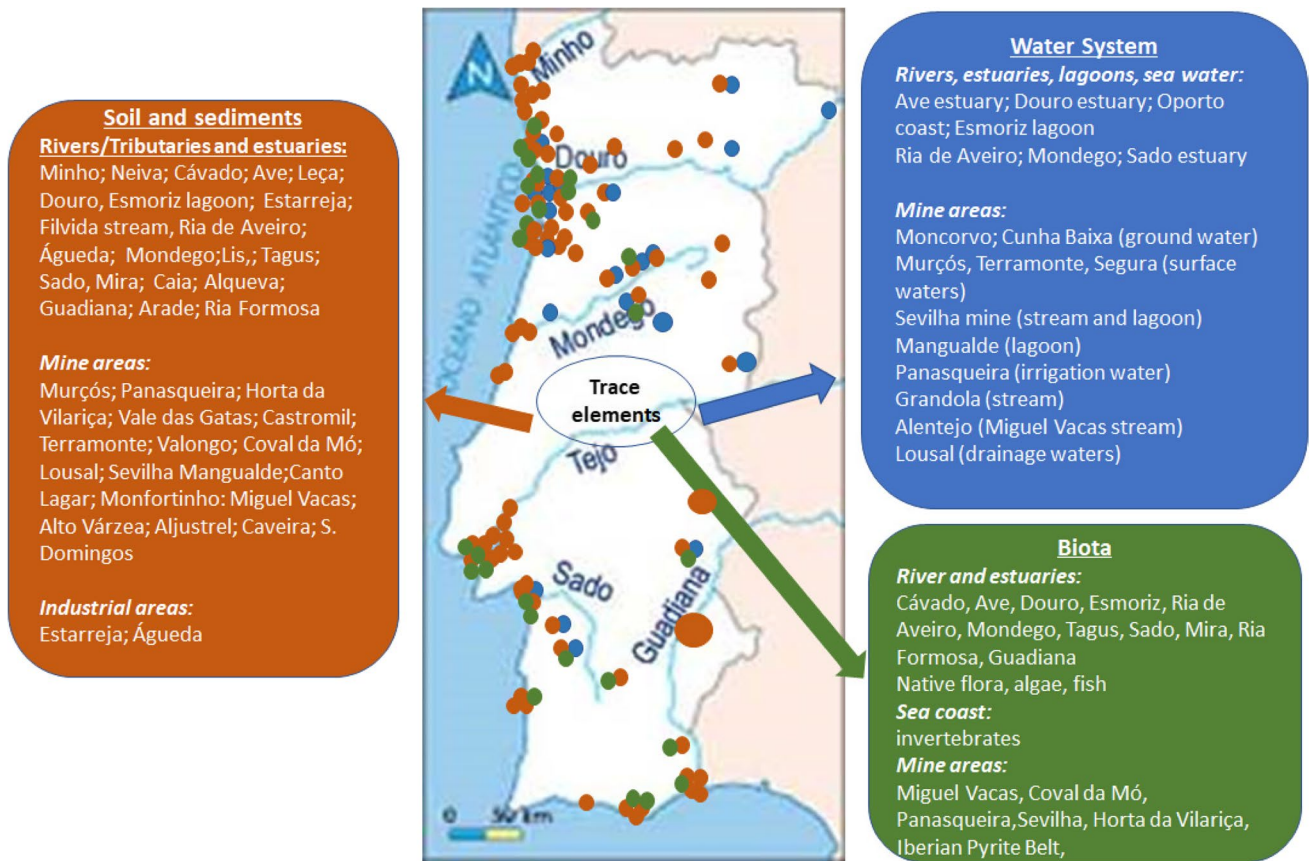 Soil and sediments
Rivers/Tributaries and estuaries:
Minho; Neiva; Cávado; Ave; Leça;
Douro, Esmoriz lagoon; Estarreja;
Filvida stream, Ria de Aveiro;
Águeda; Mondego;Lis,; Tagus;
Sado, Mira; Caia; Alqueva;
Guadiana; Arade; Ria Formosa
Mine areas:
Murçós; Panasqueira; Horta da
Vilariça; Vale das Gatas; Castromil;
Terramonte; Valongo; Coval da Mó;
Lousal; Sevilha Mangualde;Canto
Lagar; Monfortinho: Miguel Vacas;
Alto Várzea; Aljustrel; Caveira; S.
Domingos
Industrial areas:
Estarreja; Águeda
N
Minho
Douro
OCEANO ATLANTICO
Mondego
Trace
elements
Tejo
Sado
Guadiana
0 50 km
Water System
Rivers, estuaries, lagoons, sea water:
Ave estuary; Douro estuary; Oporto
coast; Esmoriz lagoon
Ria de Aveiro; Mondego; Sado estuary
Mine areas:
Moncorvo; Cunha Baixa (ground water)
Murçós, Terramonte, Segura (surface
waters)
Sevilha mine (stream and lagoon)
Mangualde (lagoon)
Panasqueira (irrigation water)
Grandola (stream)
Alentejo (Miguel Vacas stream)
Lousal (drainage waters)
Biota
River and estuaries:
Cávado, Ave, Douro, Esmoriz, Ria de
Aveiro, Mondego, Tagus, Sado, Mira, Ria
Formosa, Guadiana
Native flora, algae, fish
Sea coast:
invertebrates
Mine areas:
Miguel Vacas, Coval da Mó,
Panasqueira,Sevilha, Horta da Vilariça,
Iberian Pyrite Belt,